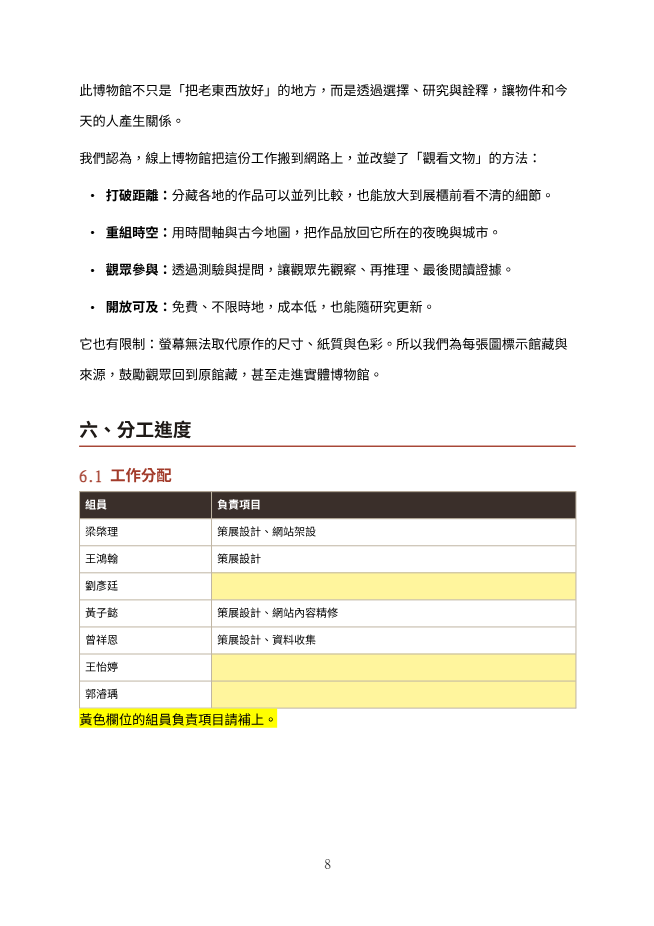 此博物館不只是「把老東西放好」的地方，而是透過選擇、研究與詮釋，讓物件和今
天的人產生關係。
我們認為，線上博物館把這份工作搬到網路上，並改變了「觀看文物」的方法：
• 打破距離：分藏各地的作品可以並列比較，也能放大到展櫃前看不清的細節。
• 重組時空：用時間軸與古今地圖，把作品放回它所在的夜晚與城市。
• 觀眾參與：透過測驗與提問，讓觀眾先觀察、再推理、最後閱讀證據。
• 開放可及：免費、不限時地，成本低，也能隨研究更新。
它也有限制：螢幕無法取代原作的尺寸、紙質與色彩。所以我們為每張圖標示館藏與
來源，鼓勵觀眾回到原館藏，甚至走進實體博物館。
六、分工進度
6.1 工作分配
組員 負責項目
梁棨理 策展設計、網站架設
王鴻翰 策展設計
劉彥廷
黃子懿 策展設計、網站內容精修
曾祥恩 策展設計、資料收集
王怡婷
郭濬瑀
黃色欄位的組員負責項目請補上。
8